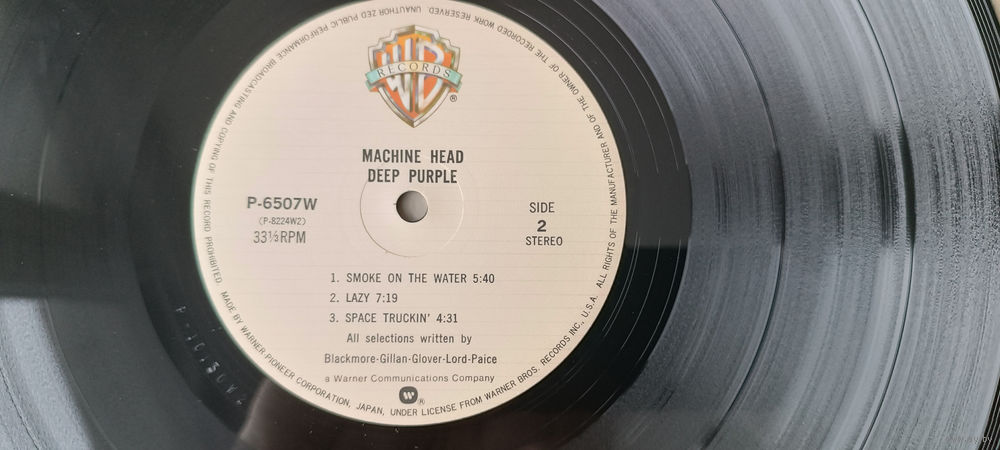 WB
RECORDS
®
MACHINE HEAD
DEEP PURPLE
P-6507W
(P-8224W2)
33⅓RPM
SIDE
2
STEREO
1. SMOKE ON THE WATER 5:40
2. LAZY 7:19
3. SPACE TRUCKIN' 4:31
All selections written by
Blackmore-Gillan-Glover-Lord-Paice
a Warner Communications Company
®
MADE BY WARNER-PIONEER CORPORATION, JAPAN, UNDER LICENSE FROM WARNER BROS. RECORDS INC., U.S.A. ALL RIGHTS OF THE MANUFACTURER AND OF THE OWNER OF THE RECORDED WORK RESERVED. UNAUTHORIZED PUBLIC PERFORMANCE BROADCASTING AND COPYING OF THIS RECORD PROHIBITED.